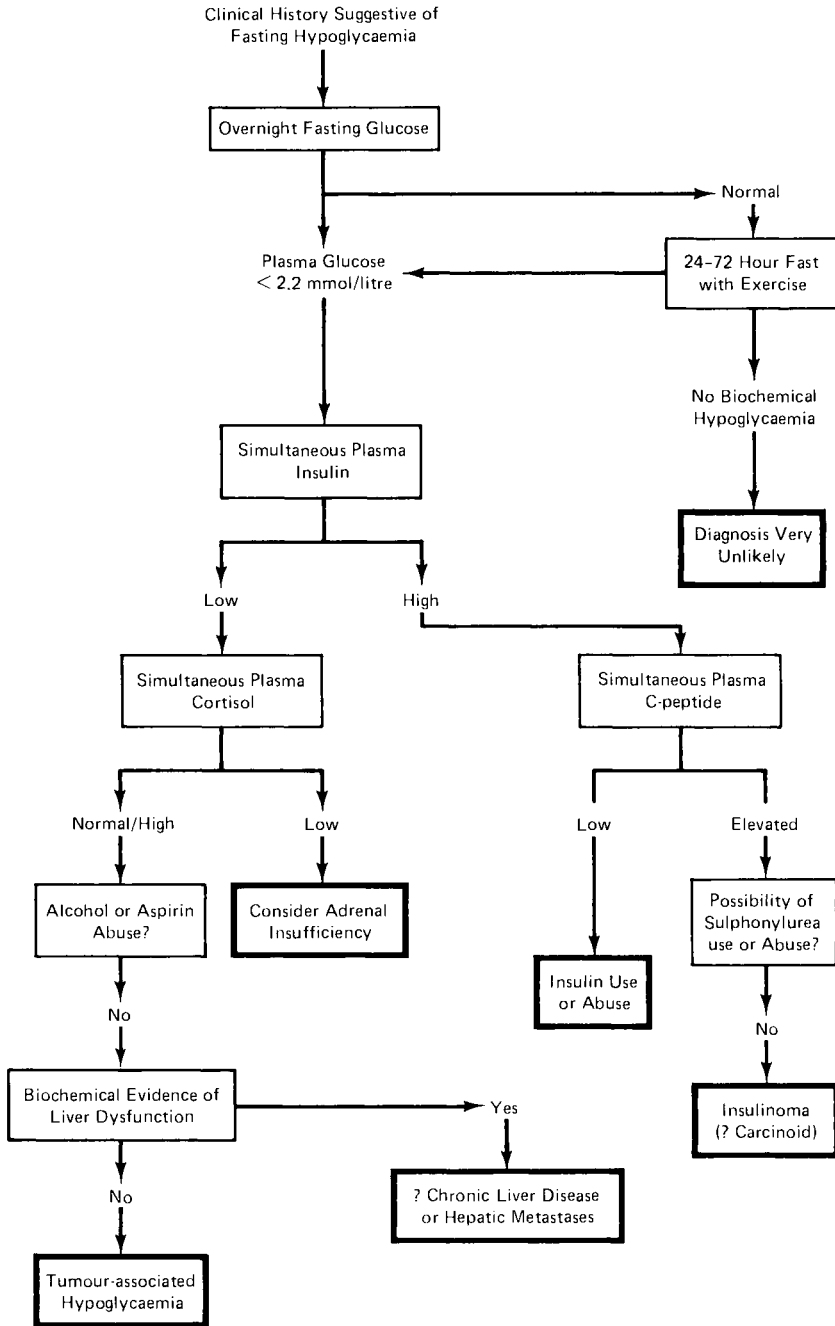 Clinical History Suggestive of
Fasting Hypoglycaemia
Overnight Fasting Glucose
Normal
Plasma Glucose
< 2.2 mmol/litre
24-72 Hour Fast
with Exercise
No Biochemical
Hypoglycaemia
Simultaneous Plasma
Insulin
Diagnosis Very
Unlikely
Low
High
Simultaneous Plasma
Cortisol
Simultaneous Plasma
C-peptide
Normal/High
Low
Low
Elevated
Alcohol or Aspirin
Abuse?
Consider Adrenal
Insufficiency
Possibility of
Sulphonylurea
use or Abuse?
Insulin Use
or Abuse
No
No
Biochemical Evidence of
Liver Dysfunction
Yes
Insulinoma
(? Carcinoid)
No
? Chronic Liver Disease
or Hepatic Metastases
Tumour-associated
Hypoglycaemia